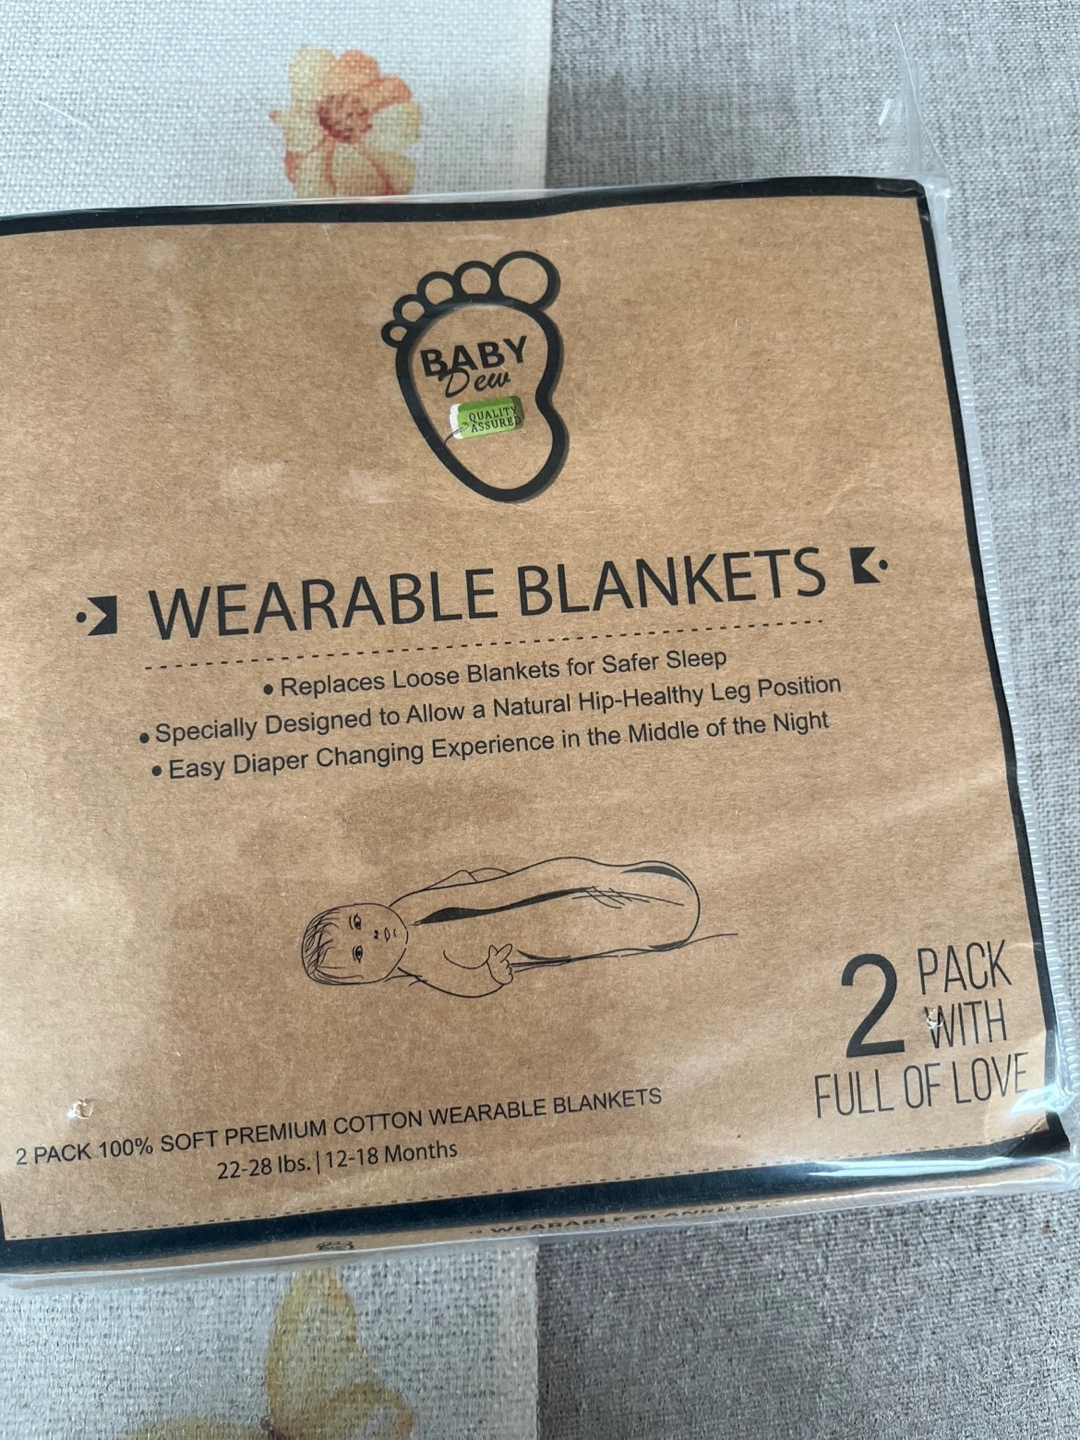 BABY
Dew
QUALITY
ASSURED
WEARABLE BLANKETS
• Replaces Loose Blankets for Safer Sleep
• Specially Designed to Allow a Natural Hip-Healthy Leg Position
• Easy Diaper Changing Experience in the Middle of the Night
2 PACK
WITH
FULL OF LOVE
2 PACK 100% SOFT PREMIUM COTTON WEARABLE BLANKETS
22-28 lbs. | 12-18 Months
WEARABLE BLANKETS